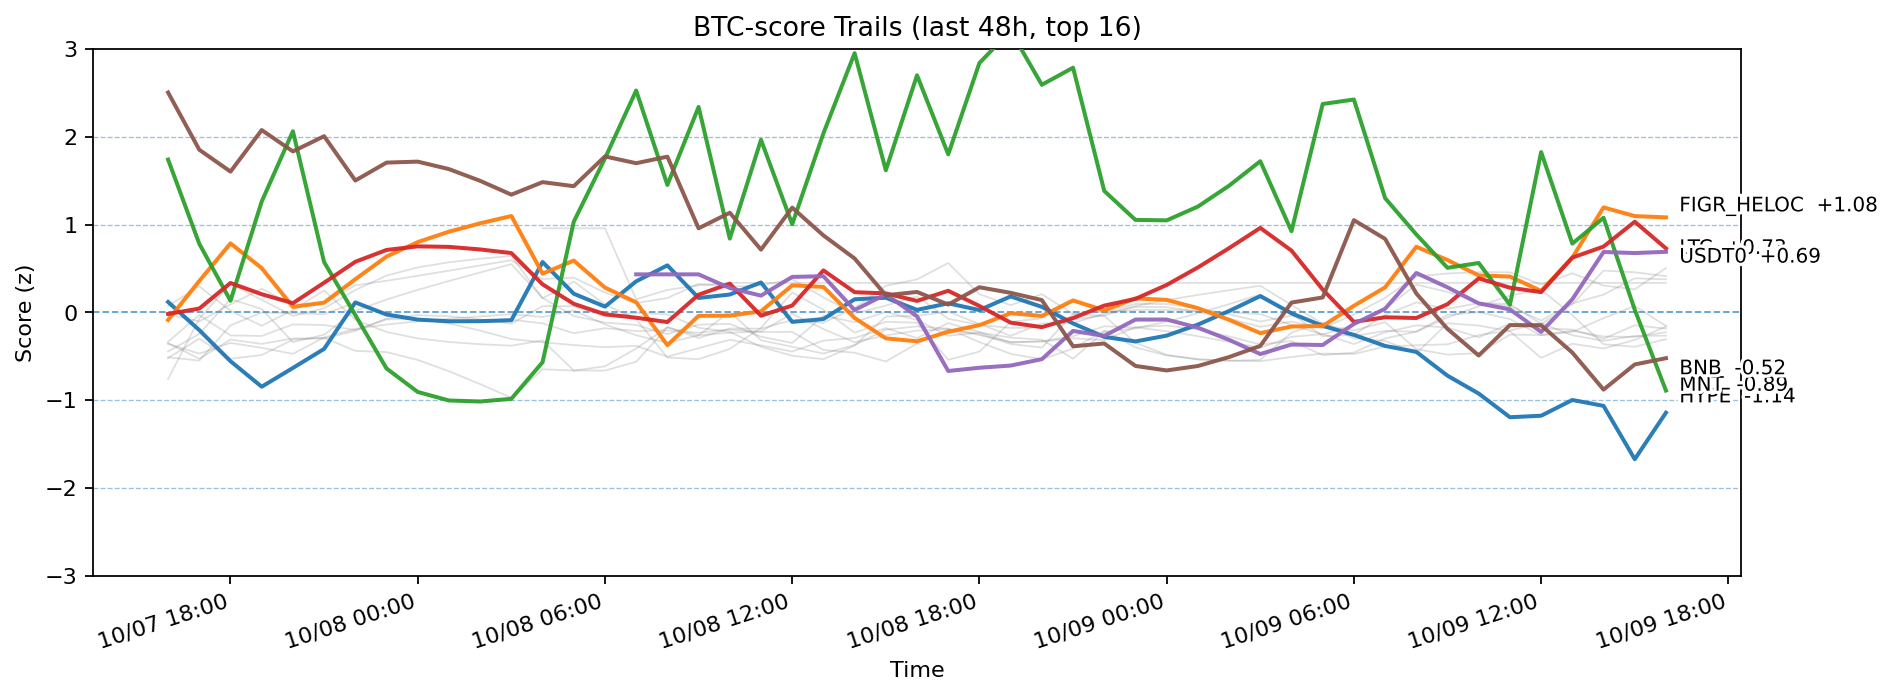 BTC-score Trails (last 48h, top 16)
Score (z)
3
2
1
0
−1
−2
−3
FIGR_HELOC +1.08
USDT0 +0.69
BNB -0.52
MNT -0.89
HYPE -1.14
10/07 18:00
10/08 00:00
10/08 06:00
10/08 12:00
10/08 18:00
10/09 00:00
10/09 06:00
10/09 12:00
10/09 18:00
Time